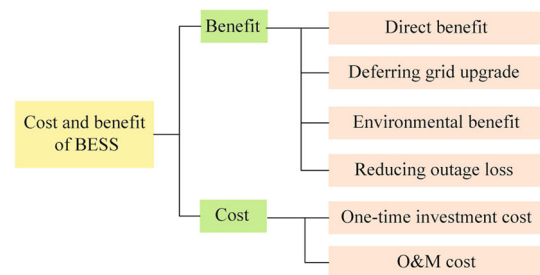 Benefit
Direct benefit
Deferring grid upgrade
Environmental benefit
Reducing outage loss
Cost and benefit
of BESS
Cost
One-time investment cost
O&M cost